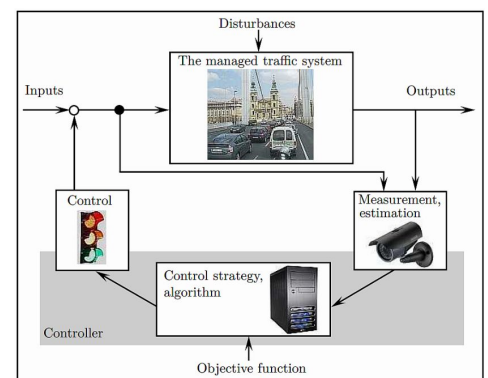 Disturbances
The managed traffic system
Inputs
Outputs
Control
Measurement,
estimation
Control strategy,
algorithm
Controller
Objective function